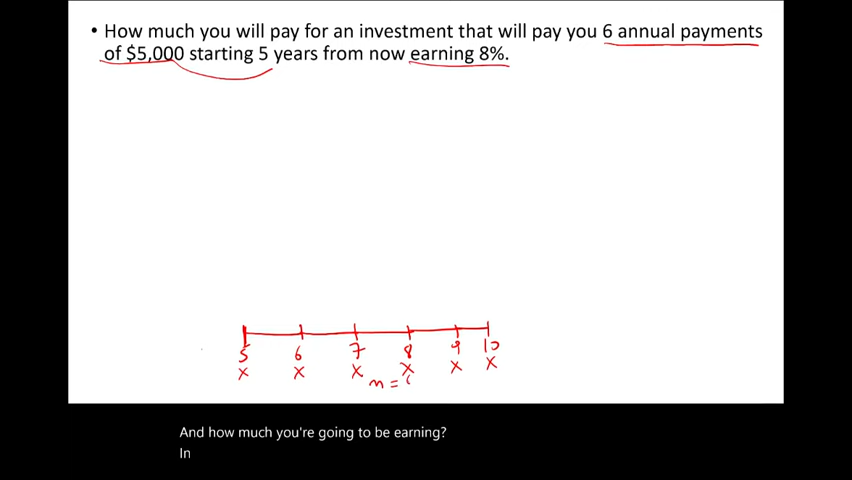 • How much you will pay for an investment that will pay you 6 annual payments
of $5,000 starting 5 years from now earning 8%.
5 6 7 8 9 10
x x x x x x
n =
And how much you're going to be earning?
In